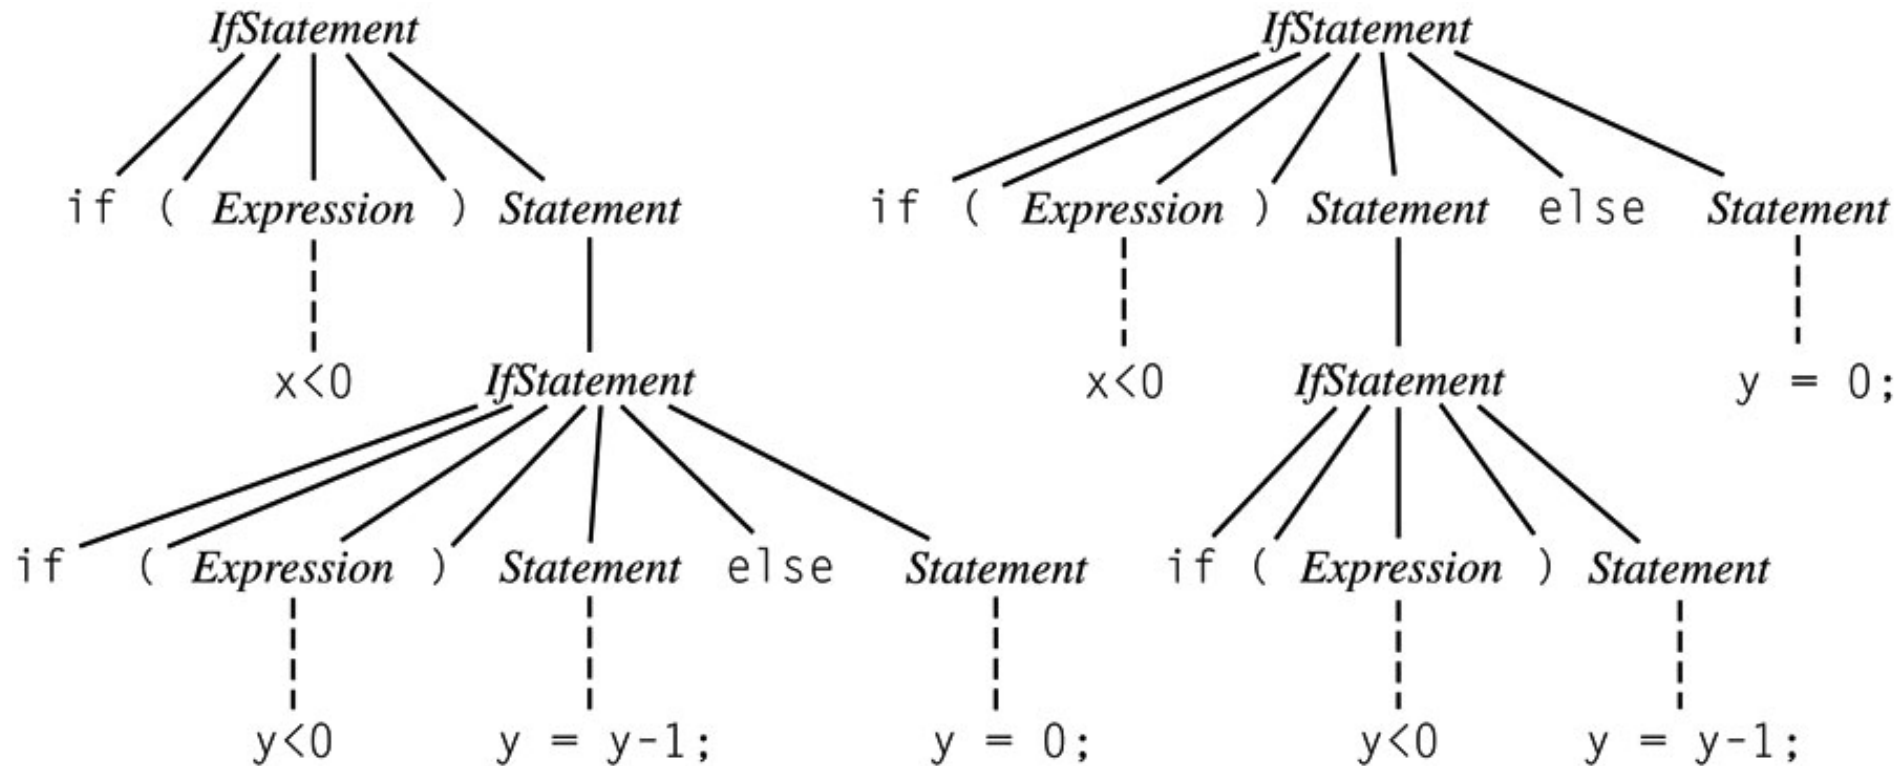 IfStatement IfStatement
if ( Expression ) Statement if ( Expression ) Statement else Statement
x<0 IfStatement x<0 IfStatement y = 0;
if ( Expression ) Statement else Statement if ( Expression ) Statement
y<0 y = y-1; y = 0; y<0 y = y-1;